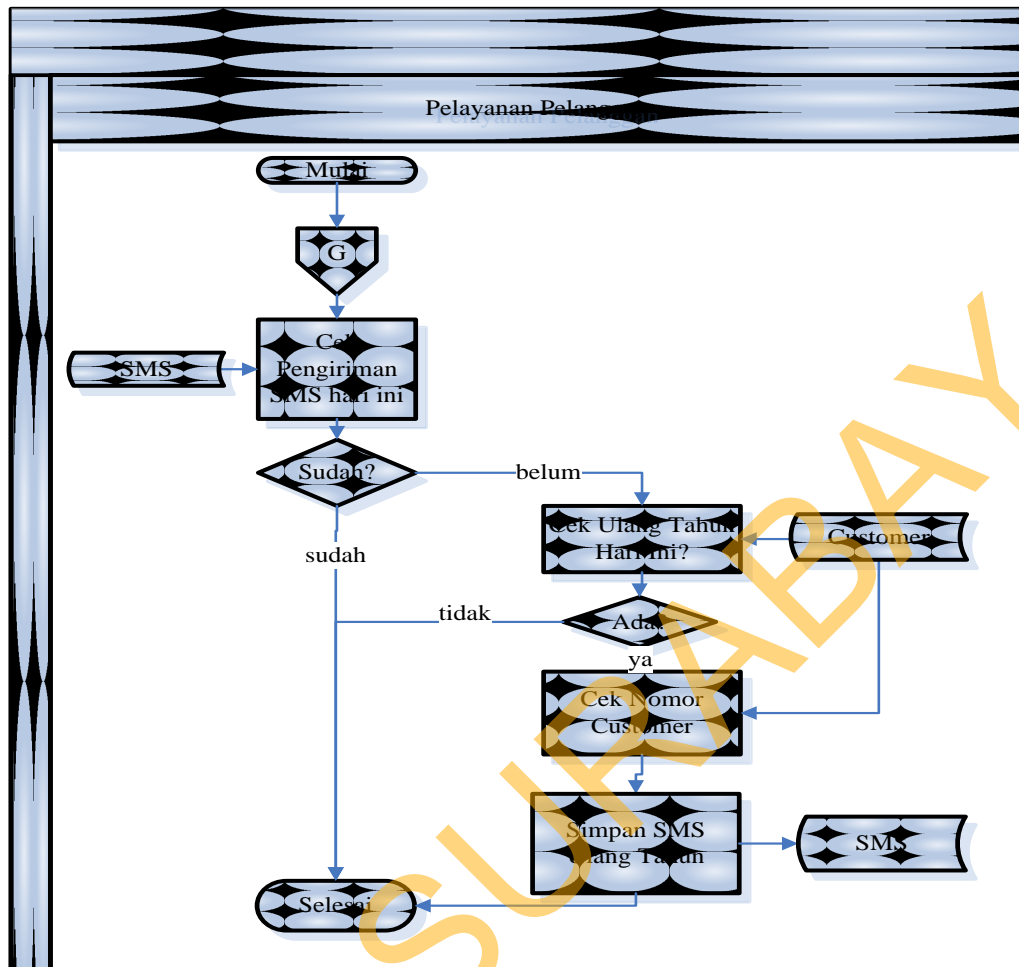 Pelayanan Pelanggan
Mulai
G
Cek
Pengiriman
SMS hari ini
SMS
Sudah?
belum
sudah
Cek Ulang Tahun
Hari Ini?
Customer
Ada?
tidak
ya
Cek Nomor
Customer
Simpan SMS
Ulang Tahun
SMS
Selesai
SURABAY